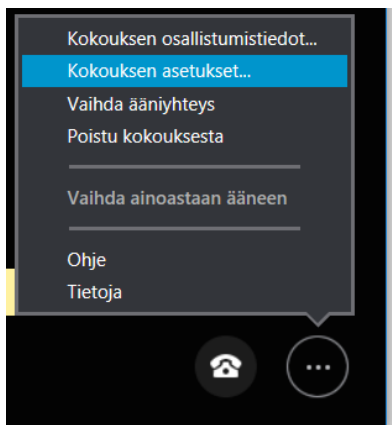 Kokouksen osallistumistiedot...
Kokouksen asetukset...
Vaihda ääniyhteys
Poistu kokouksesta
Vaihda ainoastaan ääneen
Ohje
Tietoja